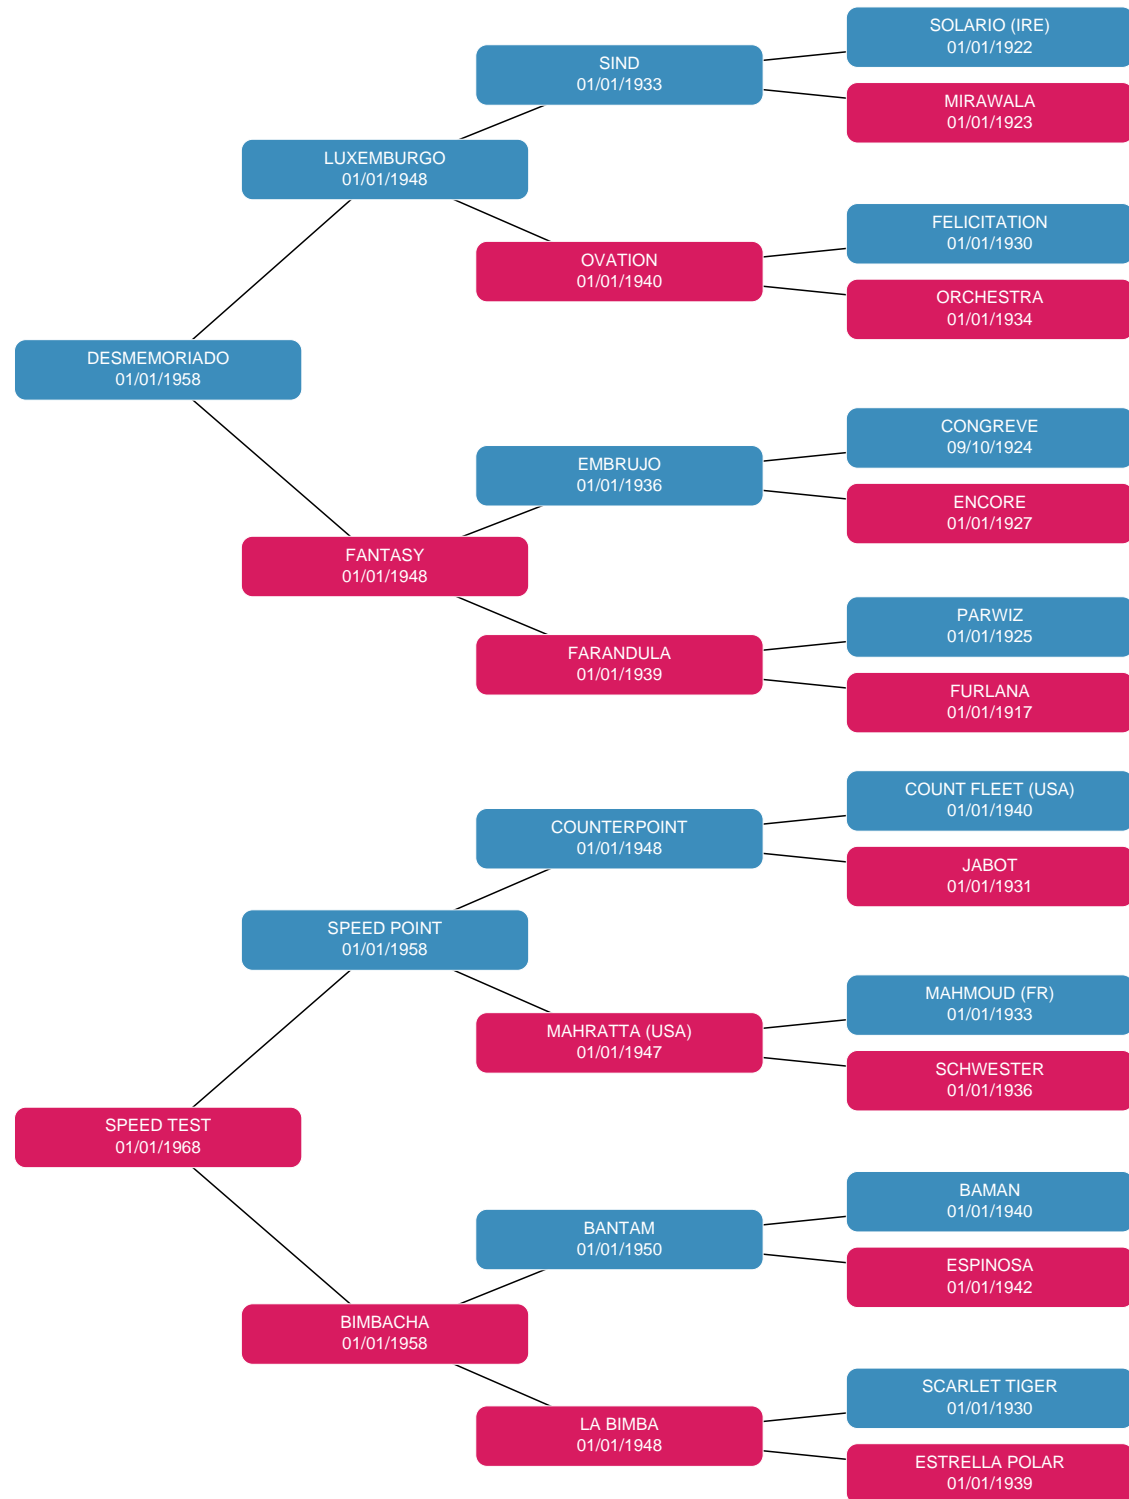 SOLARIO (IRE)
01/01/1922
SIND
01/01/1933
MIRAWALA
01/01/1923
LUXEMBURGO
01/01/1948
FELICITATION
01/01/1930
OVATION
01/01/1940
ORCHESTRA
01/01/1934
DESMEMORIADO
01/01/1958
CONGREVE
09/10/1924
EMBRUJO
01/01/1936
ENCORE
01/01/1927
FANTASY
01/01/1948
PARWIZ
01/01/1925
FARANDULA
01/01/1939
FURLANA
01/01/1917
COUNT FLEET (USA)
01/01/1940
COUNTERPOINT
01/01/1948
JABOT
01/01/1931
SPEED POINT
01/01/1958
MAHMOUD (FR)
01/01/1933
MAHRATTA (USA)
01/01/1947
SCHWESTER
01/01/1936
SPEED TEST
01/01/1968
BAMAN
01/01/1940
BANTAM
01/01/1950
ESPINOSA
01/01/1942
BIMBACHA
01/01/1958
SCARLET TIGER
01/01/1930
LA BIMBA
01/01/1948
ESTRELLA POLAR
01/01/1939